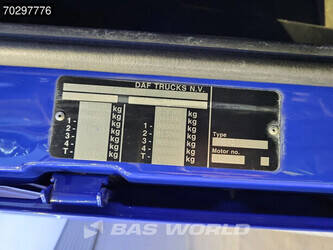 70297776
DAF TRUCKS N.V.
kg kg
1- kg 1- kg
2- kg 2- kg
3- kg 3- kg Type
4- kg 4- kg
T- kg T- kg Motor no.
BAS WORLD